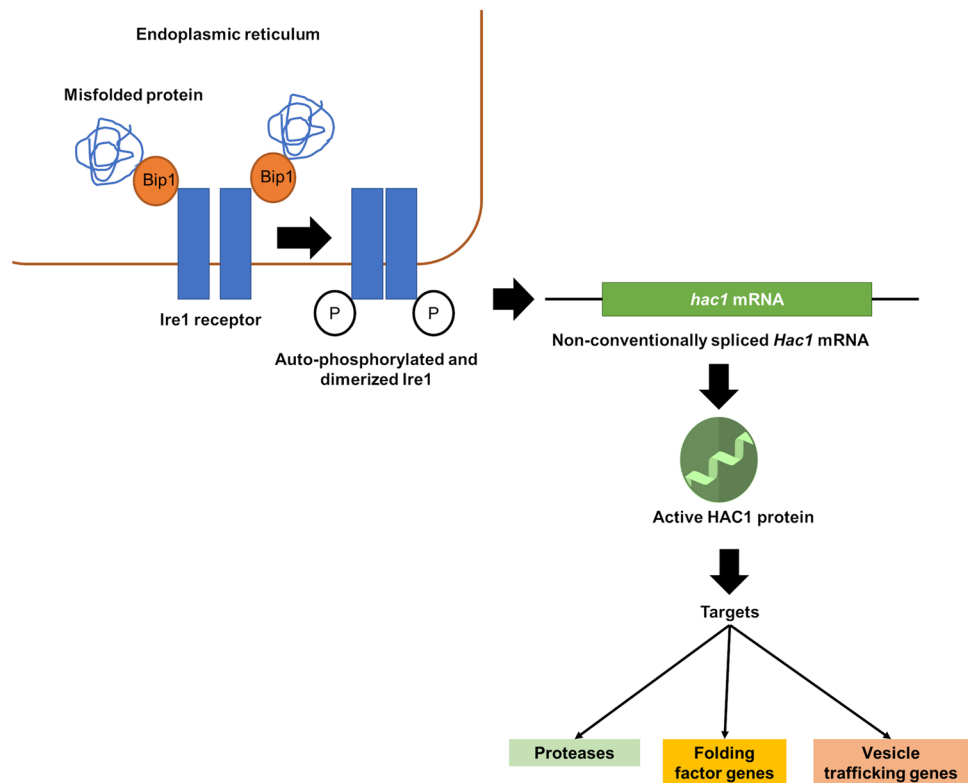 Endoplasmic reticulum
Misfolded protein
Bip1
Bip1
Ire1 receptor
P
P
Auto-phosphorylated and
dimerized Ire1
hac1 mRNA
Non-conventionally spliced Hac1 mRNA
Active HAC1 protein
Targets
Proteases
Folding
factor genes
Vesicle
trafficking genes